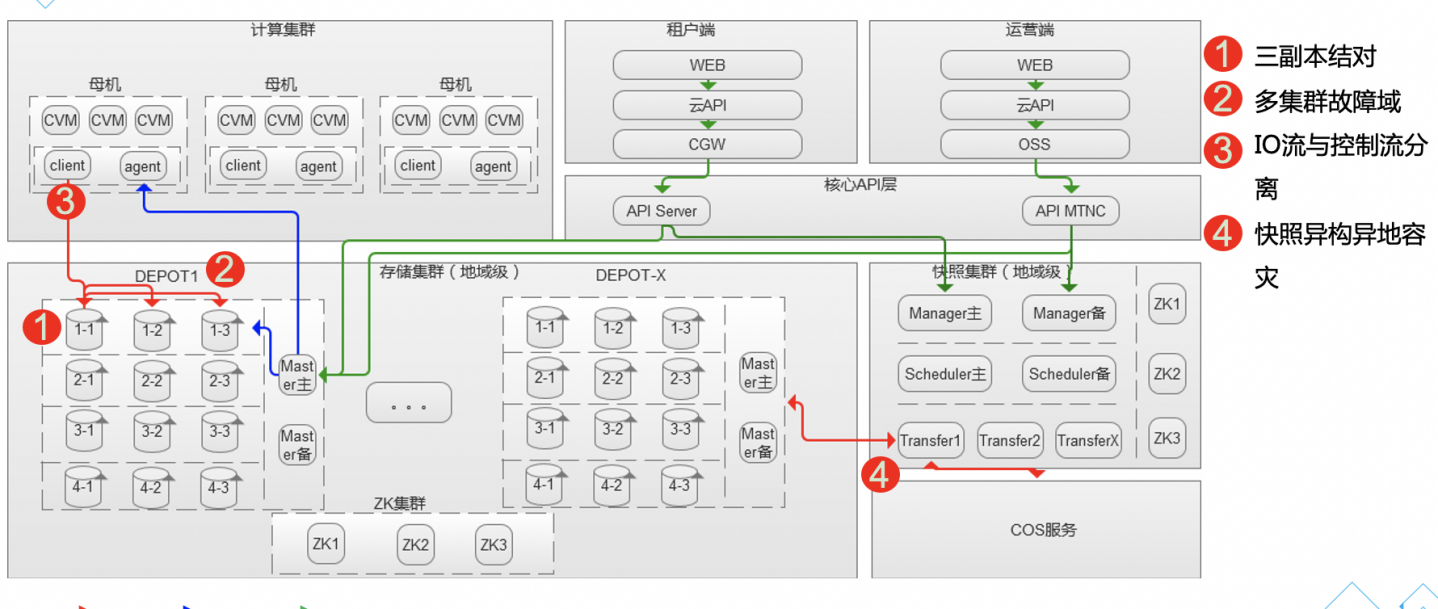 计算集群
母机
母机
母机
CVM CVM CVM
CVM CVM CVM
CVM CVM CVM
client agent
client agent
client agent
3
租户端
WEB
云API
CGW
运营端
WEB
云API
OSS
核心API层
API Server
API MTNC
1 三副本结对
2 多集群故障域
3 IO流与控制流分
离
4 快照异构异地容
灾
存储集群（地域级）
DEPOT1
2
1
1-1 1-2 1-3
2-1 2-2 2-3
3-1 3-2 3-3
4-1 4-2 4-3
Mast
er主
Mast
er备
。。。
DEPOT-X
1-1 1-2 1-3
2-1 2-2 2-3
3-1 3-2 3-3
4-1 4-2 4-3
Mast
er主
Mast
er备
ZK集群
ZK1 ZK2 ZK3
快照集群（地域级）
Manager主 Manager备
Scheduler主 Scheduler备
Transfer1 Transfer2 TransferX
ZK1
ZK2
ZK3
4
COS服务